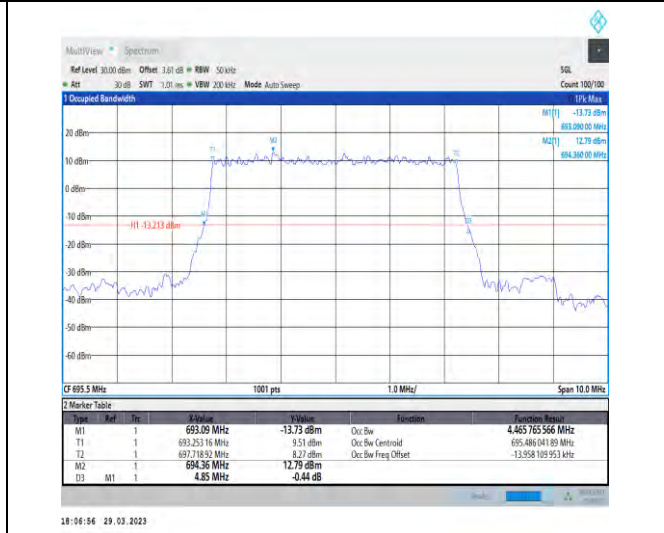 MultiView Spectrum
Ref Level 30.00 dBm Offset 3.61 dB RBW 50 kHz SGL
Att 30 dB SWT 1.01 ms VBW 200 kHz Mode Auto Sweep Count 100/100
1 Occupied Bandwidth 1Pk Max
M1[1] -13.73 dBm
693.090 00 MHz
M2[1] 12.79 dBm
694.360 00 MHz
20 dBm
M2
T1
T2
10 dBm
0 dBm
-10 dBm
M1
D3
H1 -13.213 dBm
-20 dBm
-30 dBm
-40 dBm
-50 dBm
-60 dBm
CF 695.5 MHz 1001 pts 1.0 MHz/ Span 10.0 MHz
2 Marker Table
Type Ref Trc X-Value Y-Value Function Function Result
M1 1 693.09 MHz -13.73 dBm Occ Bw 4.465 765 566 MHz
T1 1 693.253 16 MHz 9.51 dBm Occ Bw Centroid 695.486 041 89 MHz
T2 1 697.718 92 MHz 8.27 dBm Occ Bw Freq Offset -13.958 109 953 kHz
M2 1 694.36 MHz 12.79 dBm
D3 M1 1 4.85 MHz -0.44 dB
18:06:56 29.03.2023